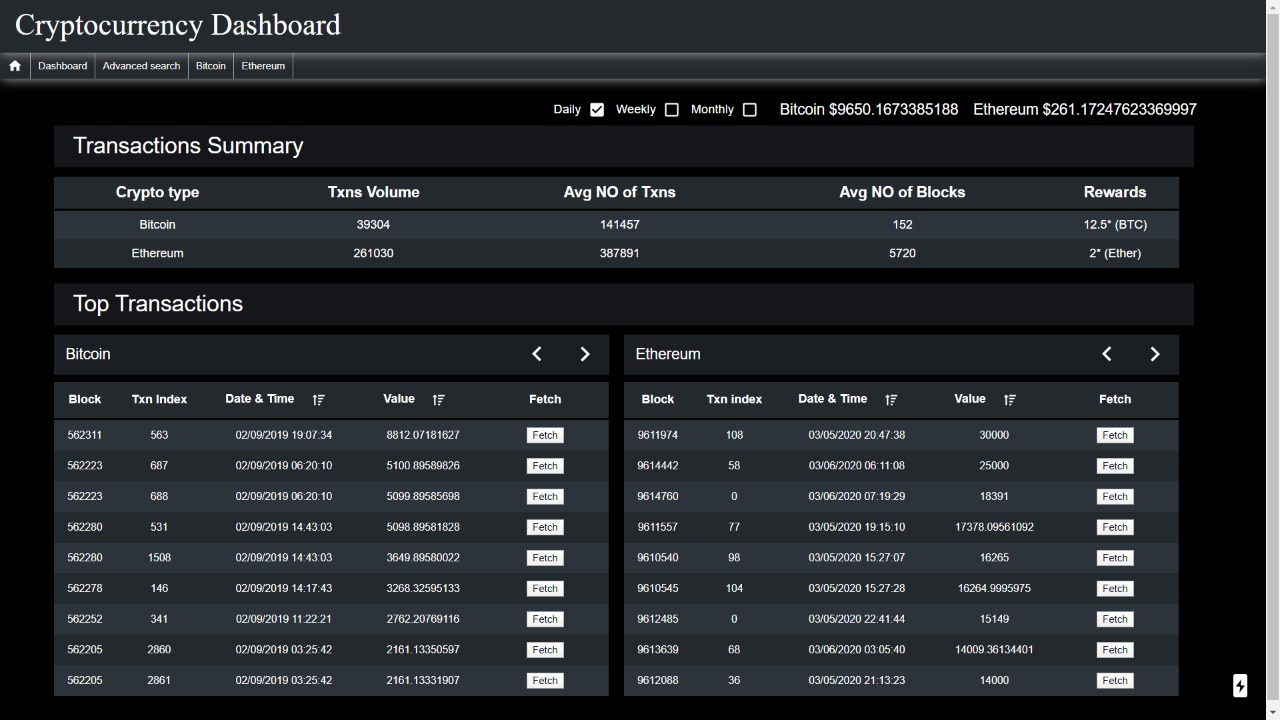 Cryptocurrency Dashboard
Dashboard Advanced search Bitcoin Ethereum
Daily Weekly Monthly Bitcoin $9650.1673385188 Ethereum $261.17247623369997
Transactions Summary
Crypto type Txns Volume Avg NO of Txns Avg NO of Blocks Rewards
Bitcoin 39304 141457 152 12.5* (BTC)
Ethereum 261030 387891 5720 2* (Ether)
Top Transactions
Bitcoin
Block Txn Index Date & Time Value Fetch
562311 563 02/09/2019 19:07:34 8812.07181627 Fetch
562223 687 02/09/2019 06:20:10 5100.89589826 Fetch
562223 688 02/09/2019 06:20:10 5099.89585698 Fetch
562280 531 02/09/2019 14:43:03 5098.89581828 Fetch
562280 1508 02/09/2019 14:43:03 3649.89580022 Fetch
562278 146 02/09/2019 14:17:43 3283.32595133 Fetch
562252 341 02/09/2019 11:22:21 2762.20769116 Fetch
562205 2860 02/09/2019 03:25:42 2161.13350597 Fetch
562205 2861 02/09/2019 03:25:42 2161.13331907 Fetch
Ethereum
Block Txn index Date & Time Value Fetch
9611974 108 03/05/2020 20:47:38 30000 Fetch
9614442 58 03/06/2020 06:11:08 25000 Fetch
9614760 0 03/06/2020 07:19:29 18391 Fetch
9611557 77 03/05/2020 19:15:10 17378.09561092 Fetch
9610540 98 03/05/2020 15:27:07 16265 Fetch
9610545 104 03/05/2020 15:27:28 16264.9995975 Fetch
9612485 0 03/05/2020 22:41:44 15149 Fetch
9613639 68 03/06/2020 03:05:40 14009.36134401 Fetch
9612088 36 03/05/2020 21:13:23 14000 Fetch